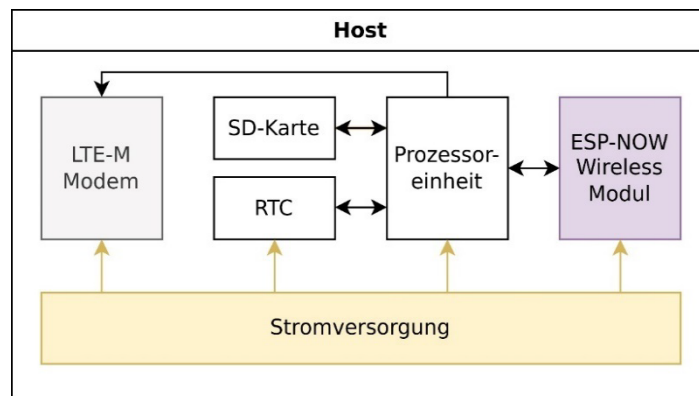 Host
LTE-M
Modem
SD-Karte
RTC
Prozessor-
einheit
ESP-NOW
Wireless
Modul
Stromversorgung